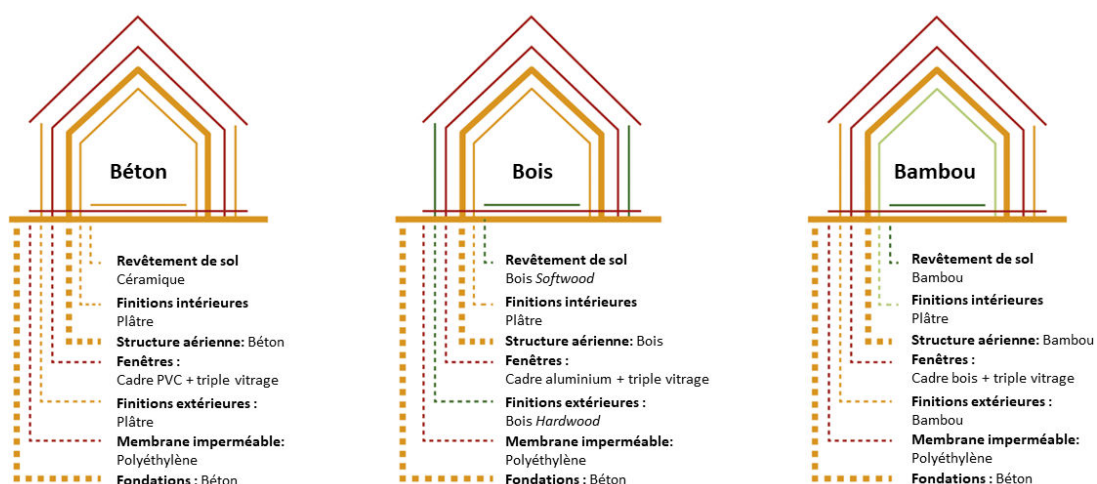 Béton
Revêtement de sol
Céramique
Finitions intérieures
Plâtre
Structure aérienne: Béton
Fenêtres :
Cadre PVC + triple vitrage
Finitions extérieures :
Plâtre
Membrane imperméable:
Polyéthylène
Fondations : Béton
Bois
Revêtement de sol
Bois Softwood
Finitions intérieures
Plâtre
Structure aérienne: Bois
Fenêtres :
Cadre aluminium + triple vitrage
Finitions extérieures :
Bois Hardwood
Membrane imperméable:
Polyéthylène
Fondations : Béton
Bambou
Revêtement de sol
Bambou
Finitions intérieures
Plâtre
Structure aérienne: Bambou
Fenêtres :
Cadre bois + triple vitrage
Finitions extérieures :
Bambou
Membrane imperméable:
Polyéthylène
Fondations : Béton